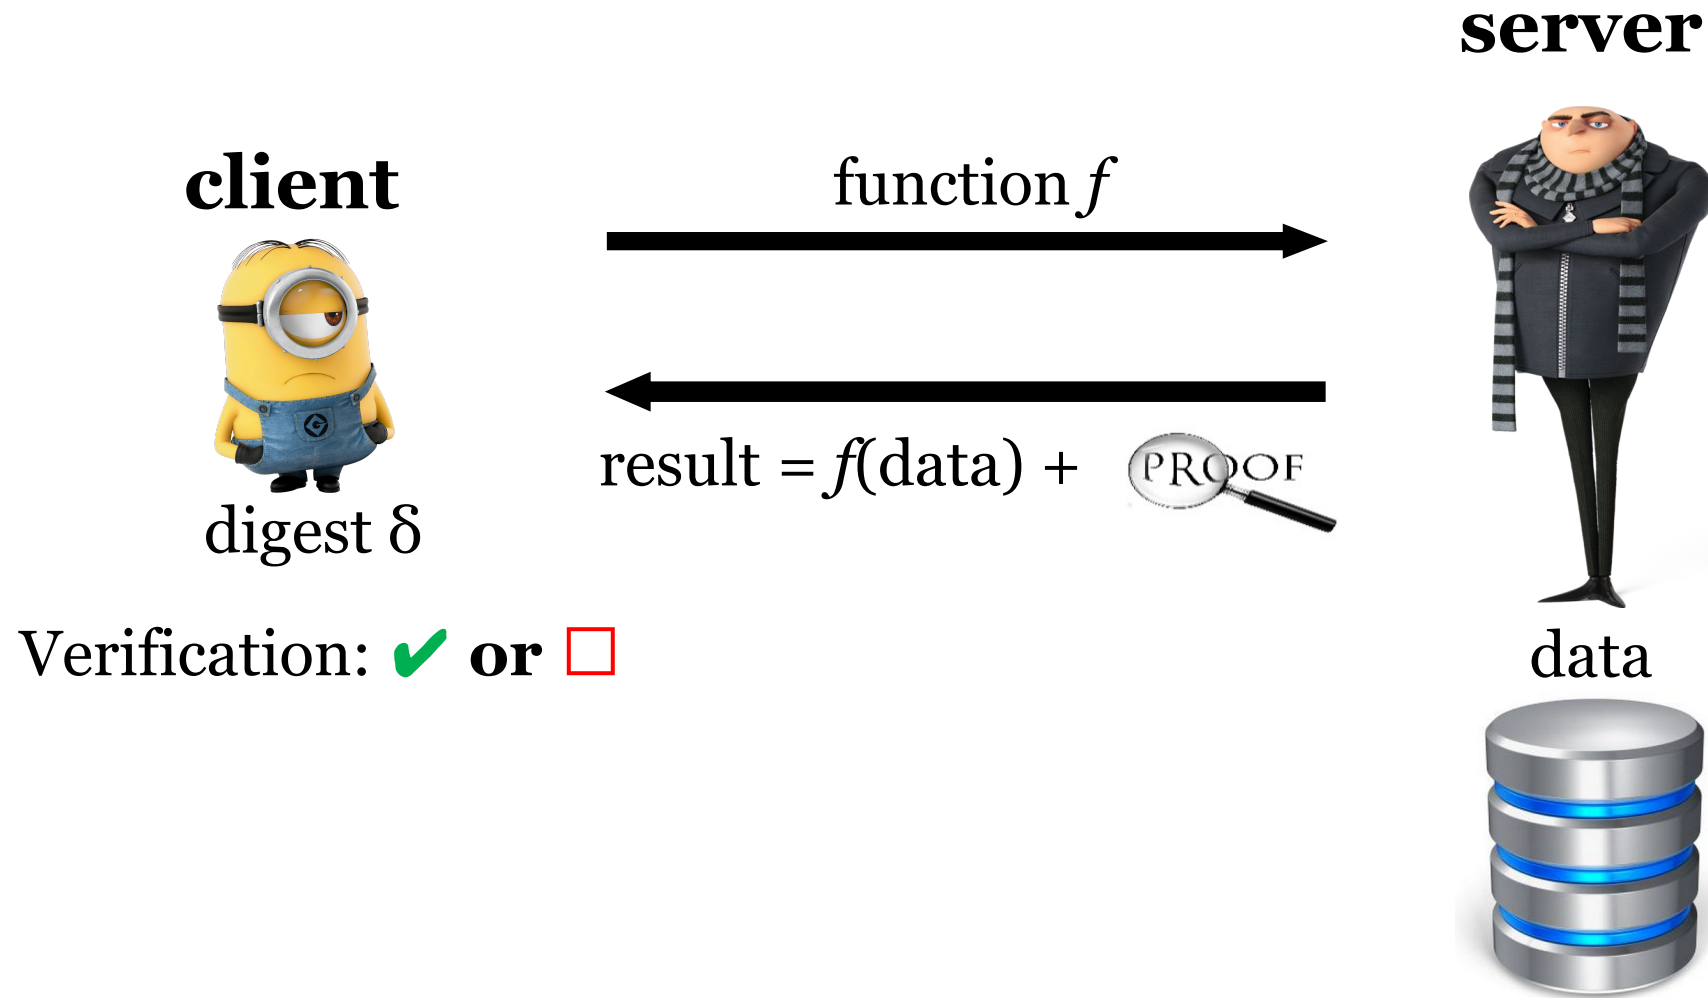 server
client
function f
result = f(data) + PROOF
digest δ
Verification: ✔ or ☐
data